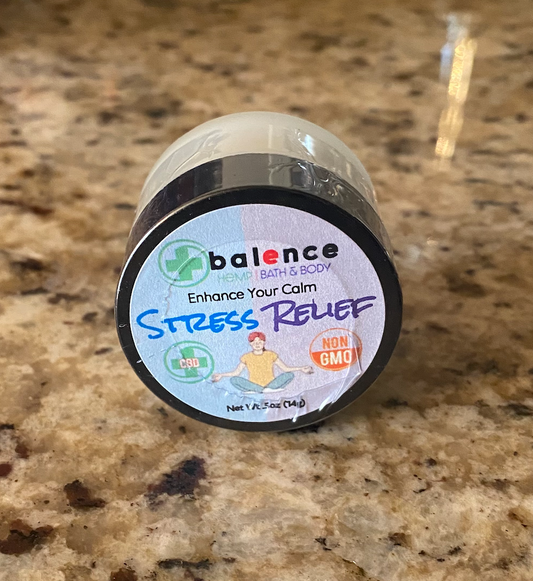 balence
HEMP | BATH & BODY
Enhance Your Calm
STRESS RELIEF
CBD
NON
GMO
Net Wt .5oz (14g)